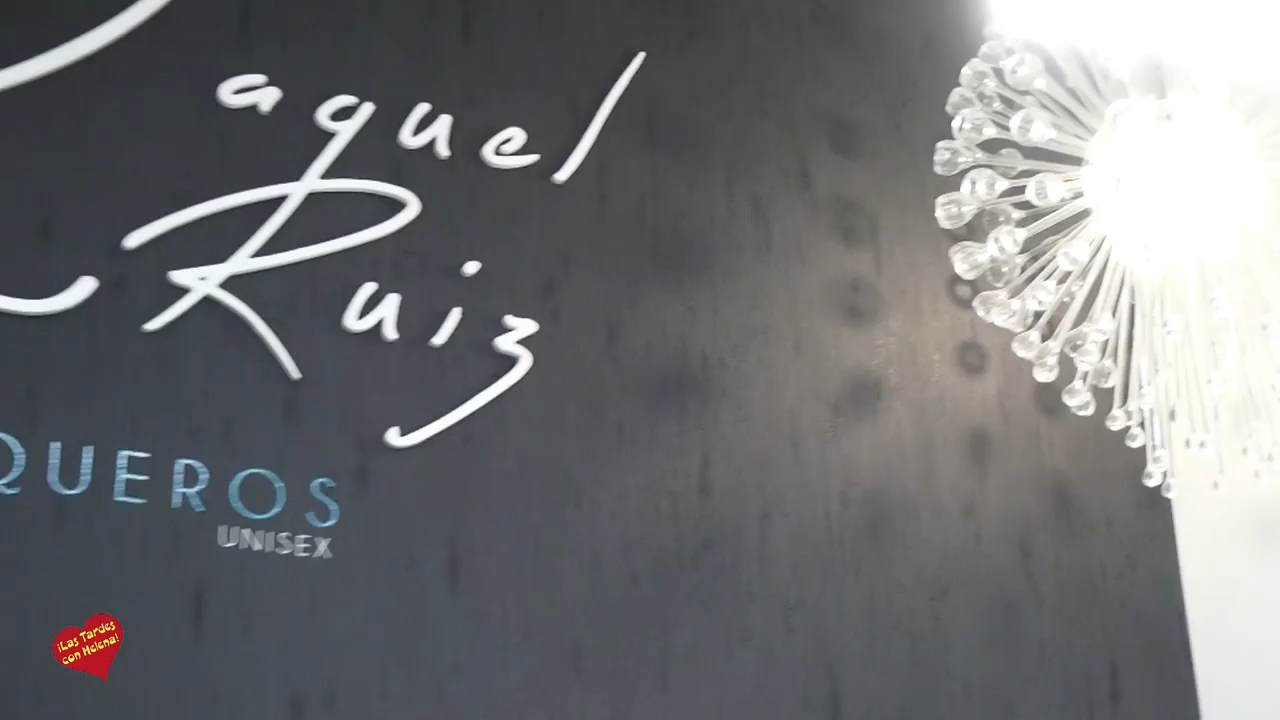 aquel
Ruiz
QUEROS
UNISEX
¡Las Tardes
con Helena!